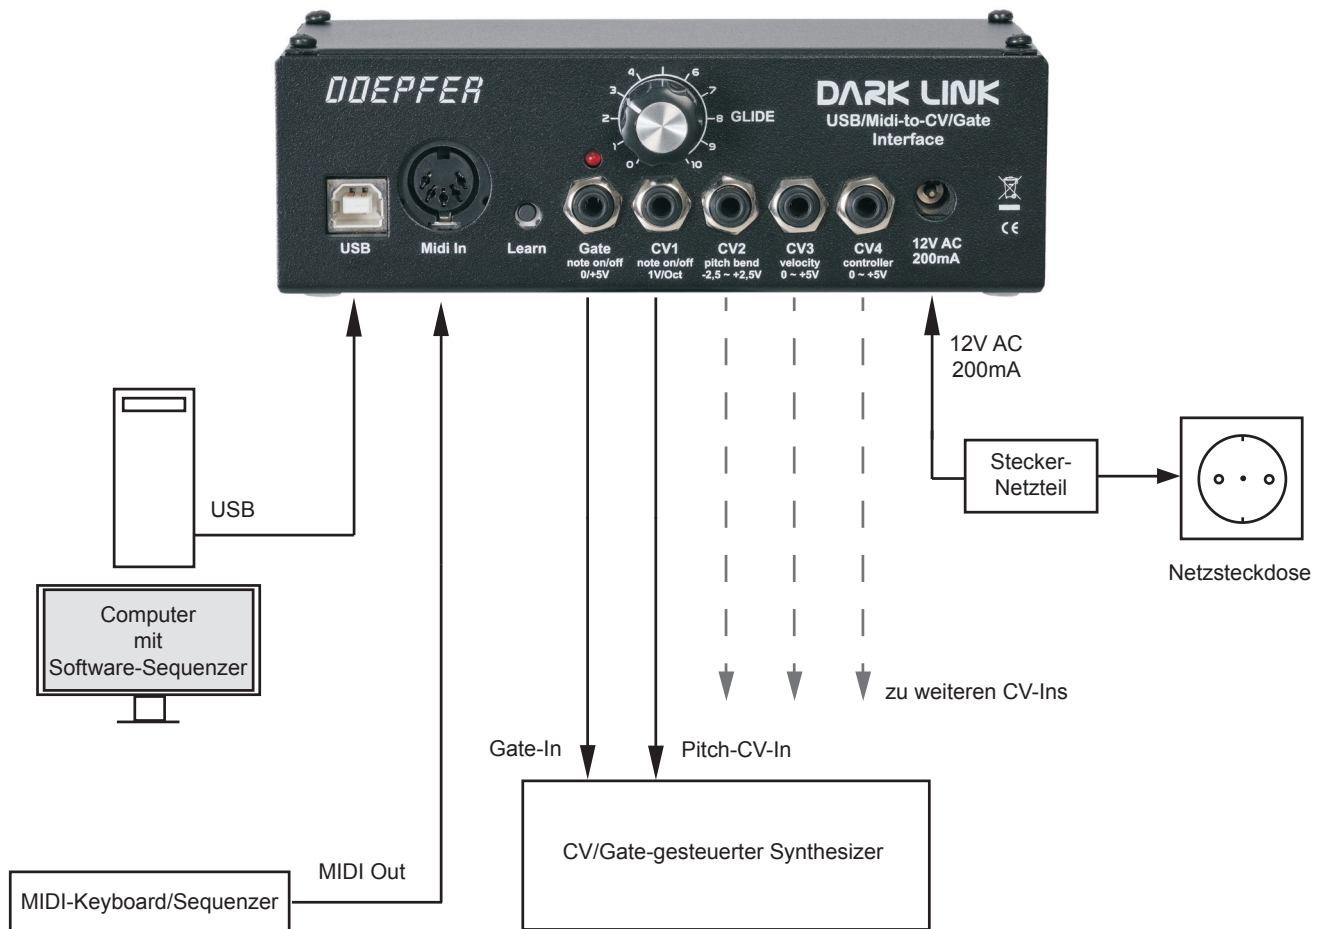 DOEPFER
DARK LINK
USB/Midi-to-CV/Gate
Interface
0
1
2
3
4
6
7
8
9
10
GLIDE
USB
Midi In
Learn
Gate
note on/off
0/+5V
CV1
note on/off
1V/Oct
CV2
pitch bend
-2,5 ~ +2,5V
CV3
velocity
0 ~ +5V
CV4
controller
0 ~ +5V
12V AC
200mA
CE
12V AC
200mA
Stecker-
Netzteil
Netzsteckdose
USB
Computer
mit
Software-Sequenzer
zu weiteren CV-Ins
Gate-In
Pitch-CV-In
CV/Gate-gesteuerter Synthesizer
MIDI Out
MIDI-Keyboard/Sequenzer